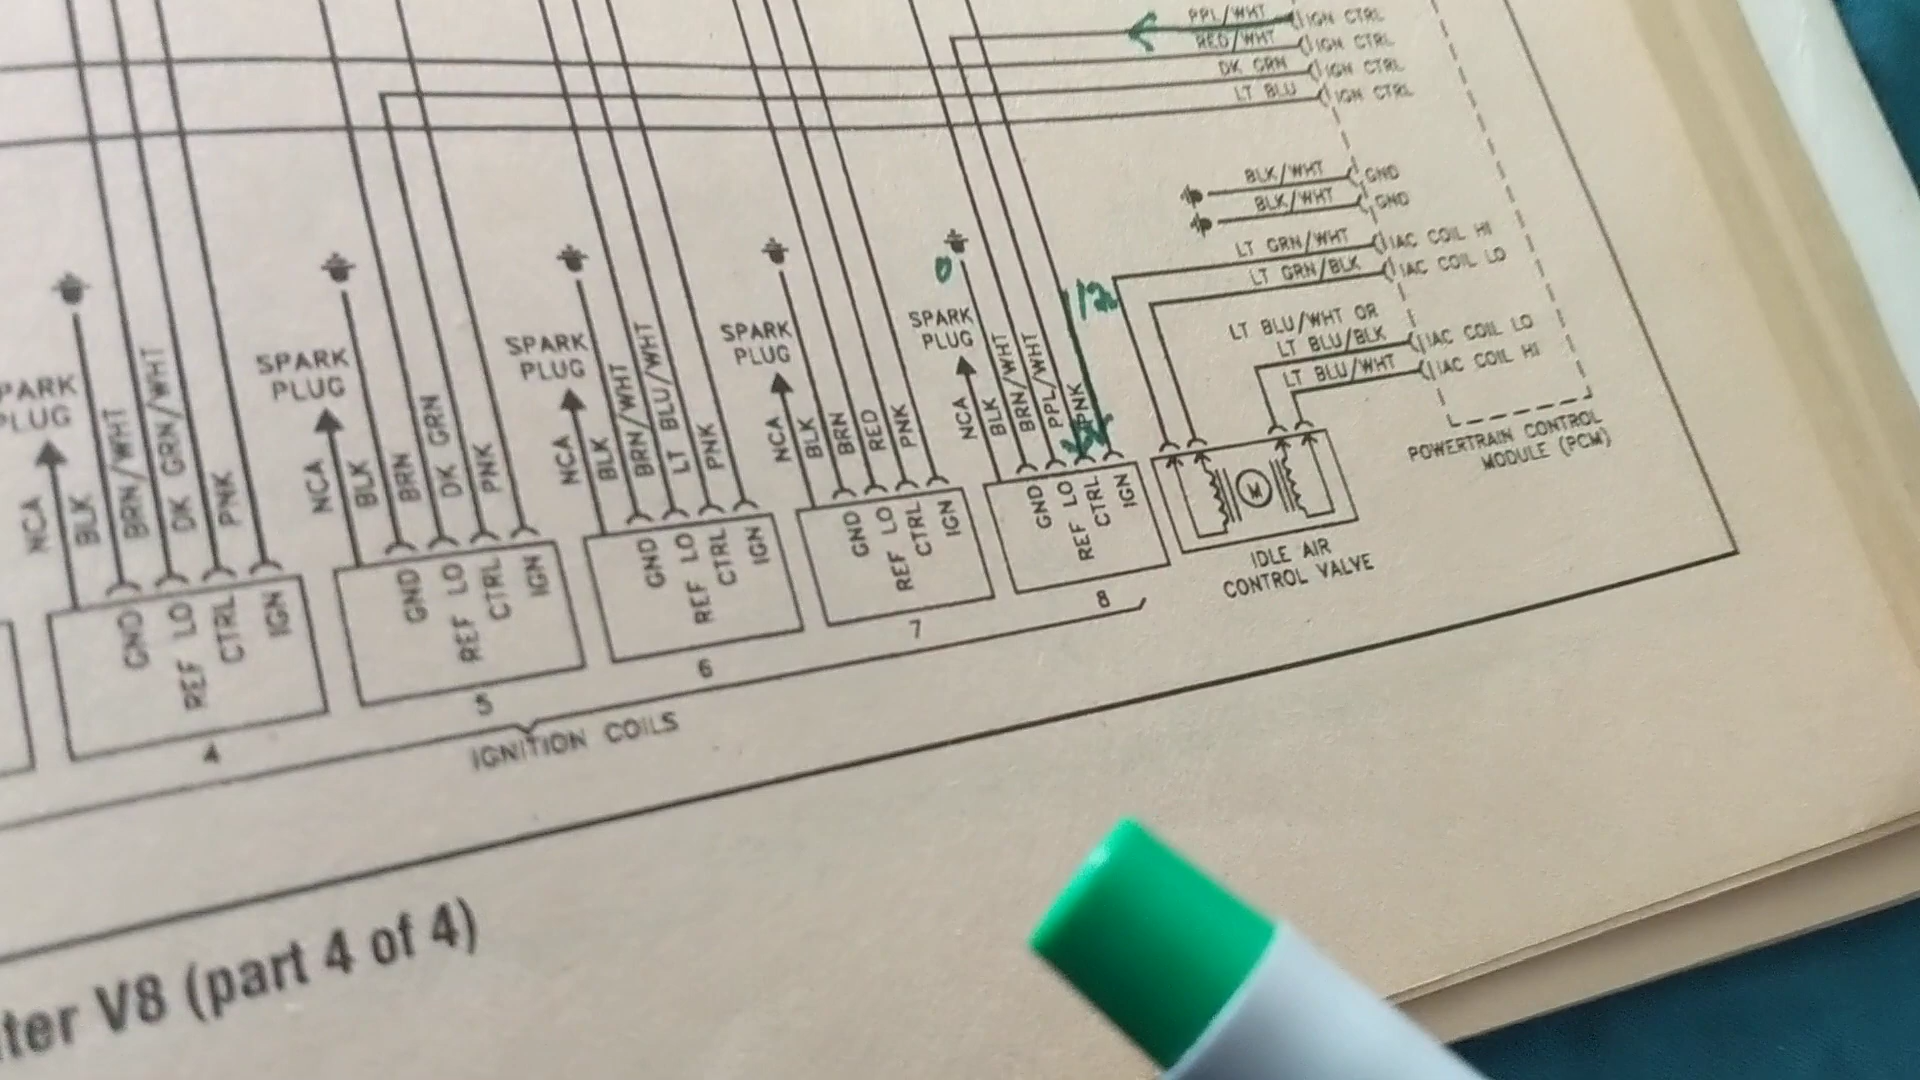 PPL/WHT IGN CTRL
RED/WHT IGN CTRL
DK GRN IGN CTRL
LT BLU IGN CTRL
BLK/WHT GND
BLK/WHT GND
LT GRN/WHT IAC COIL HI
LT GRN/BLK IAC COIL LO
LT BLU/WHT OR
LT BLU/BLK IAC COIL LO
LT BLU/WHT IAC COIL HI
POWERTRAIN CONTROL
MODULE (PCM)
PARK
PLUG
NCA
BLK
BRN/WHT
DK GRN/WHT
PNK
GND
REF LO
CTRL
IGN
4
SPARK
PLUG
NCA
BLK
BRN
DK GRN
PNK
GND
REF LO
CTRL
IGN
5
SPARK
PLUG
NCA
BLK
BRN/WHT
LT BLU/WHT
PNK
GND
REF LO
CTRL
IGN
6
SPARK
PLUG
NCA
BLK
BRN
RED
PNK
GND
REF LO
CTRL
IGN
7
0
SPARK
PLUG
NCA
BLK
BRN/WHT
PPL/WHT
PNK
12
GND
REF LO
CTRL
IGN
8
M
IDLE AIR
CONTROL VALVE
IGNITION COILS
iter V8 (part 4 of 4)